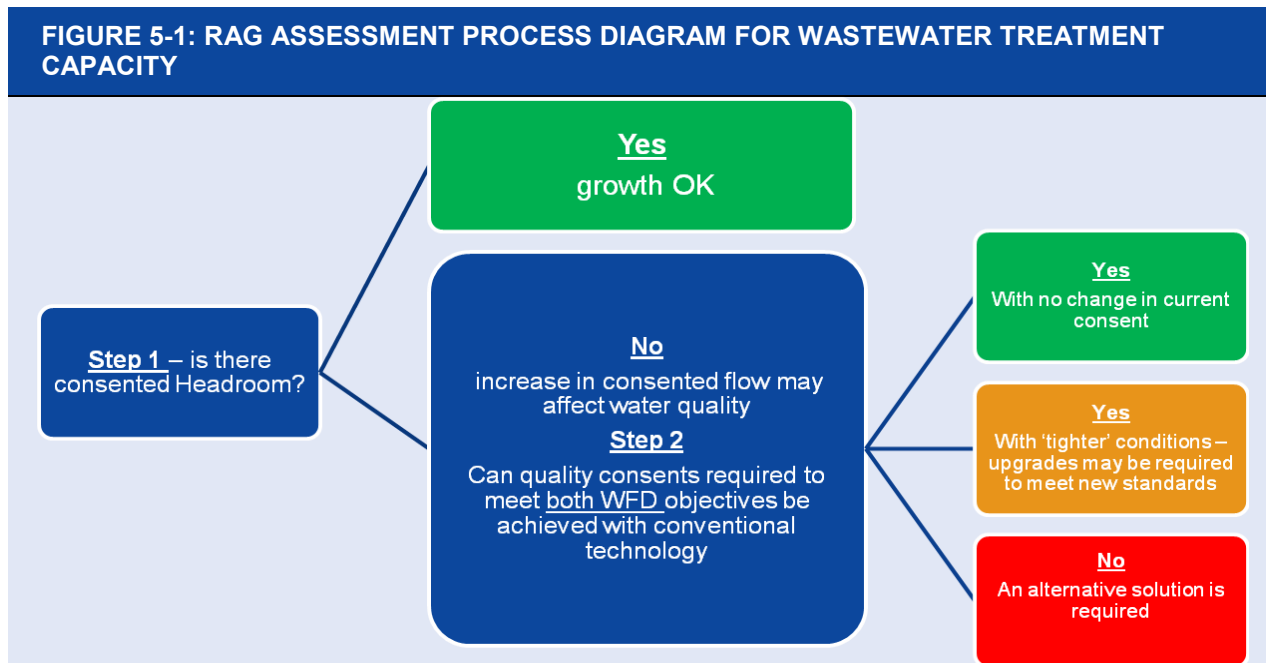 FIGURE 5-1: RAG ASSESSMENT PROCESS DIAGRAM FOR WASTEWATER TREATMENT
CAPACITY
Yes
growth OK
Step 1 – is there
consented Headroom?
No
increase in consented flow may
affect water quality
Step 2
Can quality consents required to
meet both WFD objectives be
achieved with conventional
technology
Yes
With no change in current
consent
Yes
With ‘tighter’ conditions –
upgrades may be required
to meet new standards
No
An alternative solution is
required